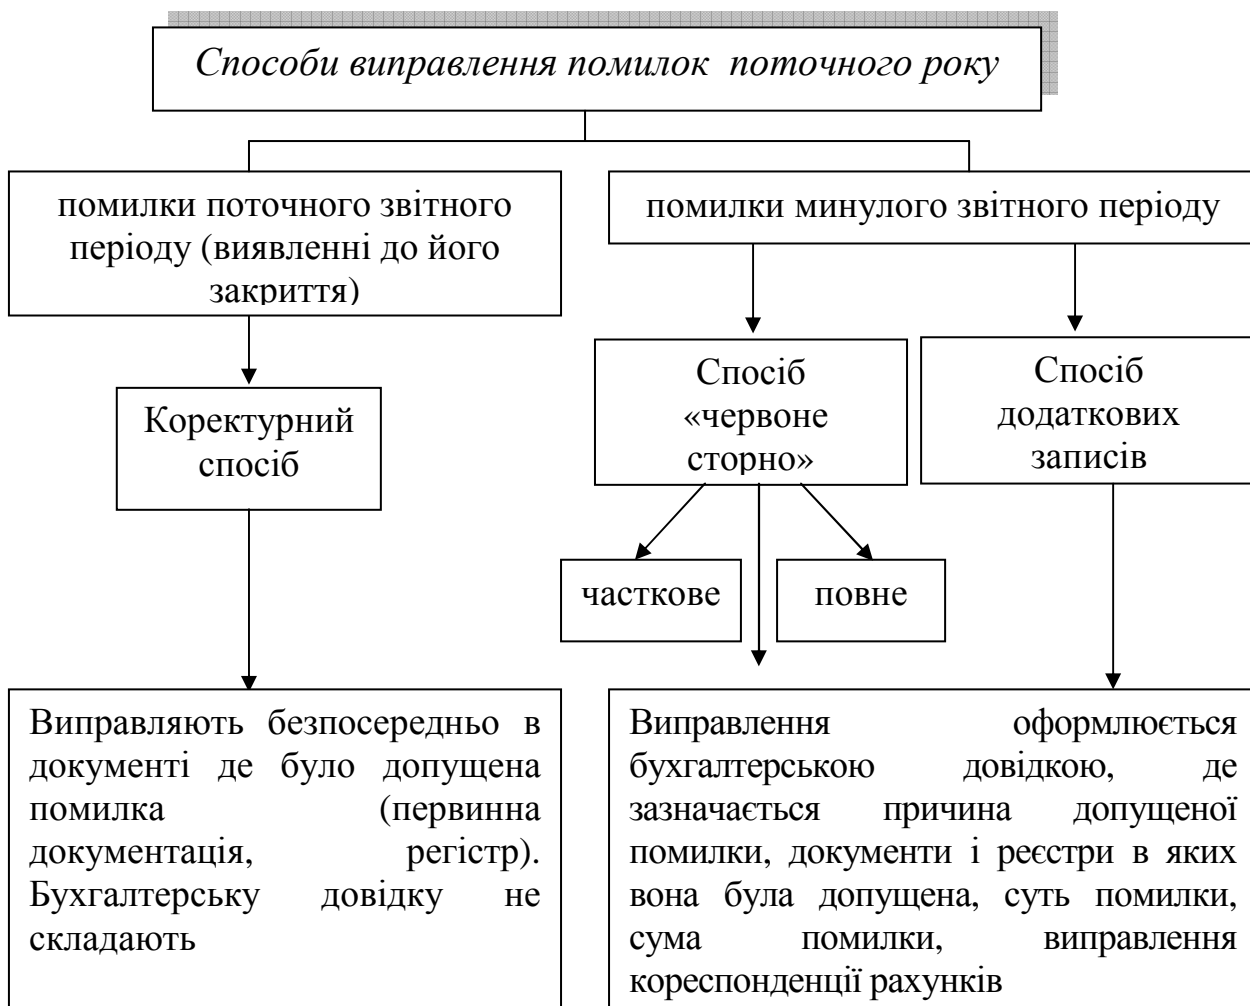 Способи виправлення помилок поточного року
помилки поточного звітного
періоду (виявленні до його
закриття)
помилки минулого звітного періоду
Коректурний
спосіб
Спосіб
«червоне
сторно»
Спосіб
додаткових
записів
часткове
повне
Виправляють безпосередньо в
документі де було допущена
помилка (первинна
документація, регістр).
Бухгалтерську довідку не
складають
Виправлення оформлюється
бухгалтерською довідкою, де
зазначається причина допущеної
помилки, документи і реєстри в яких
вона була допущена, суть помилки,
сума помилки, виправлення
кореспонденції рахунків